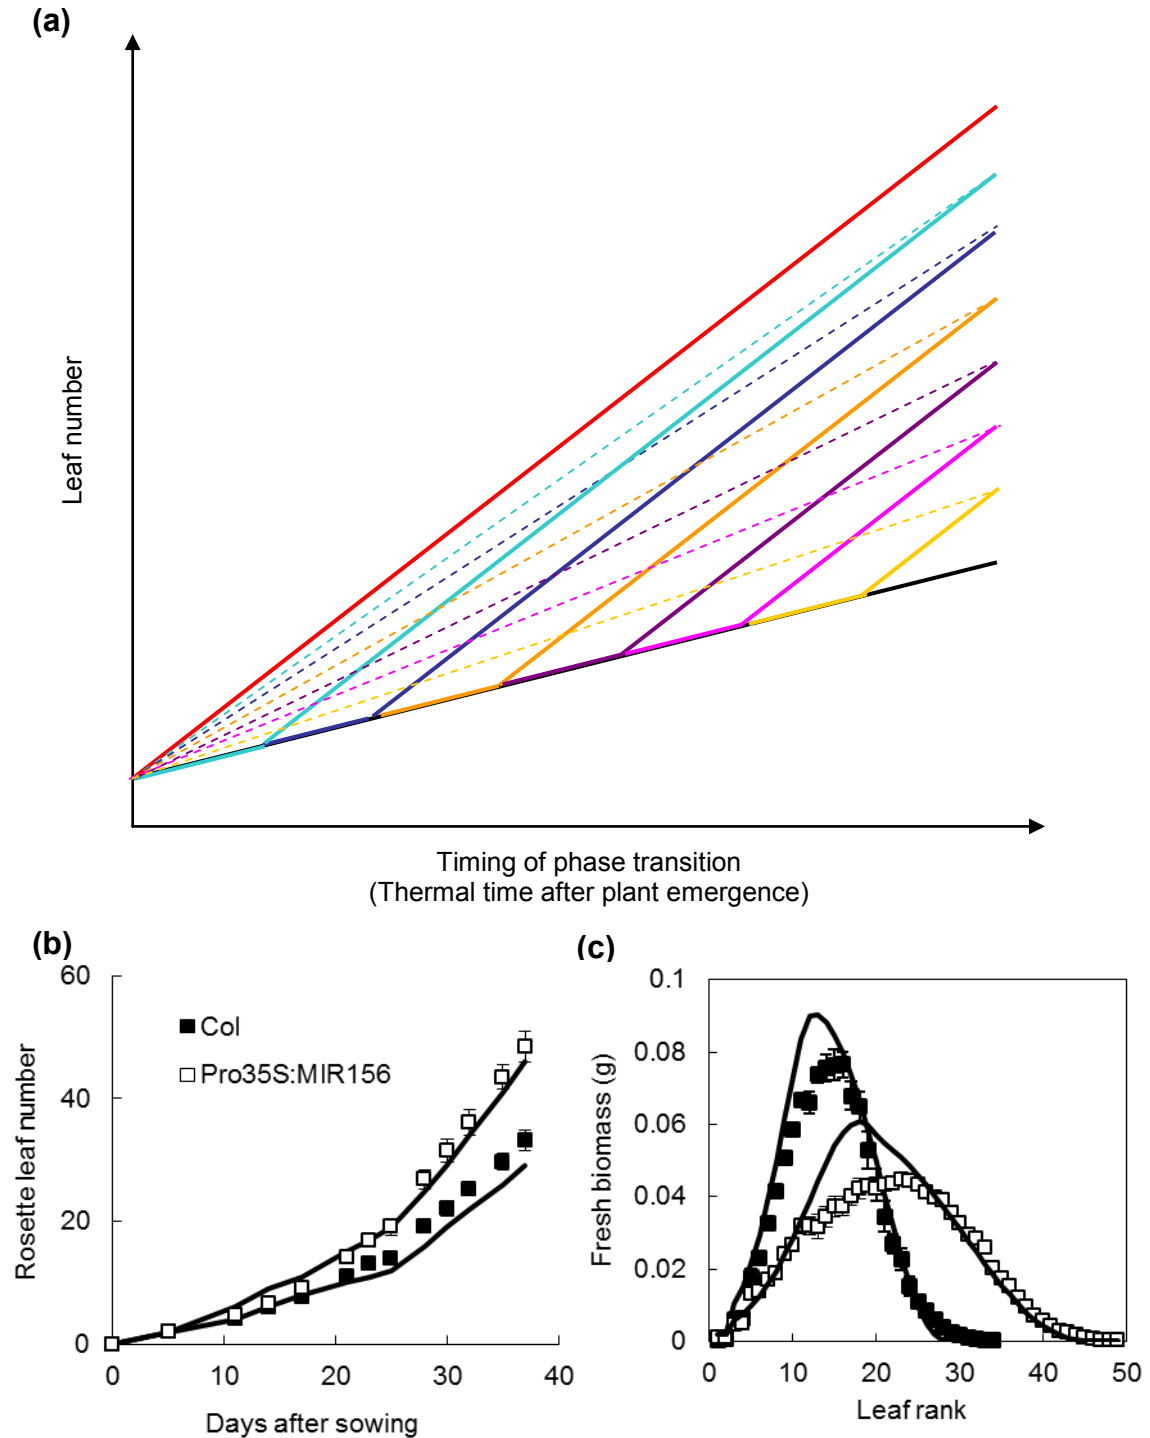 (a)
Leaf number
Timing of phase transition
(Thermal time after plant emergence)
(b)
60
40
20
0
Rosette leaf number
Col
Pro35S:MIR156
0 10 20 30 40
Days after sowing
(c)
0.1
0.08
0.06
0.04
0.02
0
Fresh biomass (g)
0 10 20 30 40 50
Leaf rank